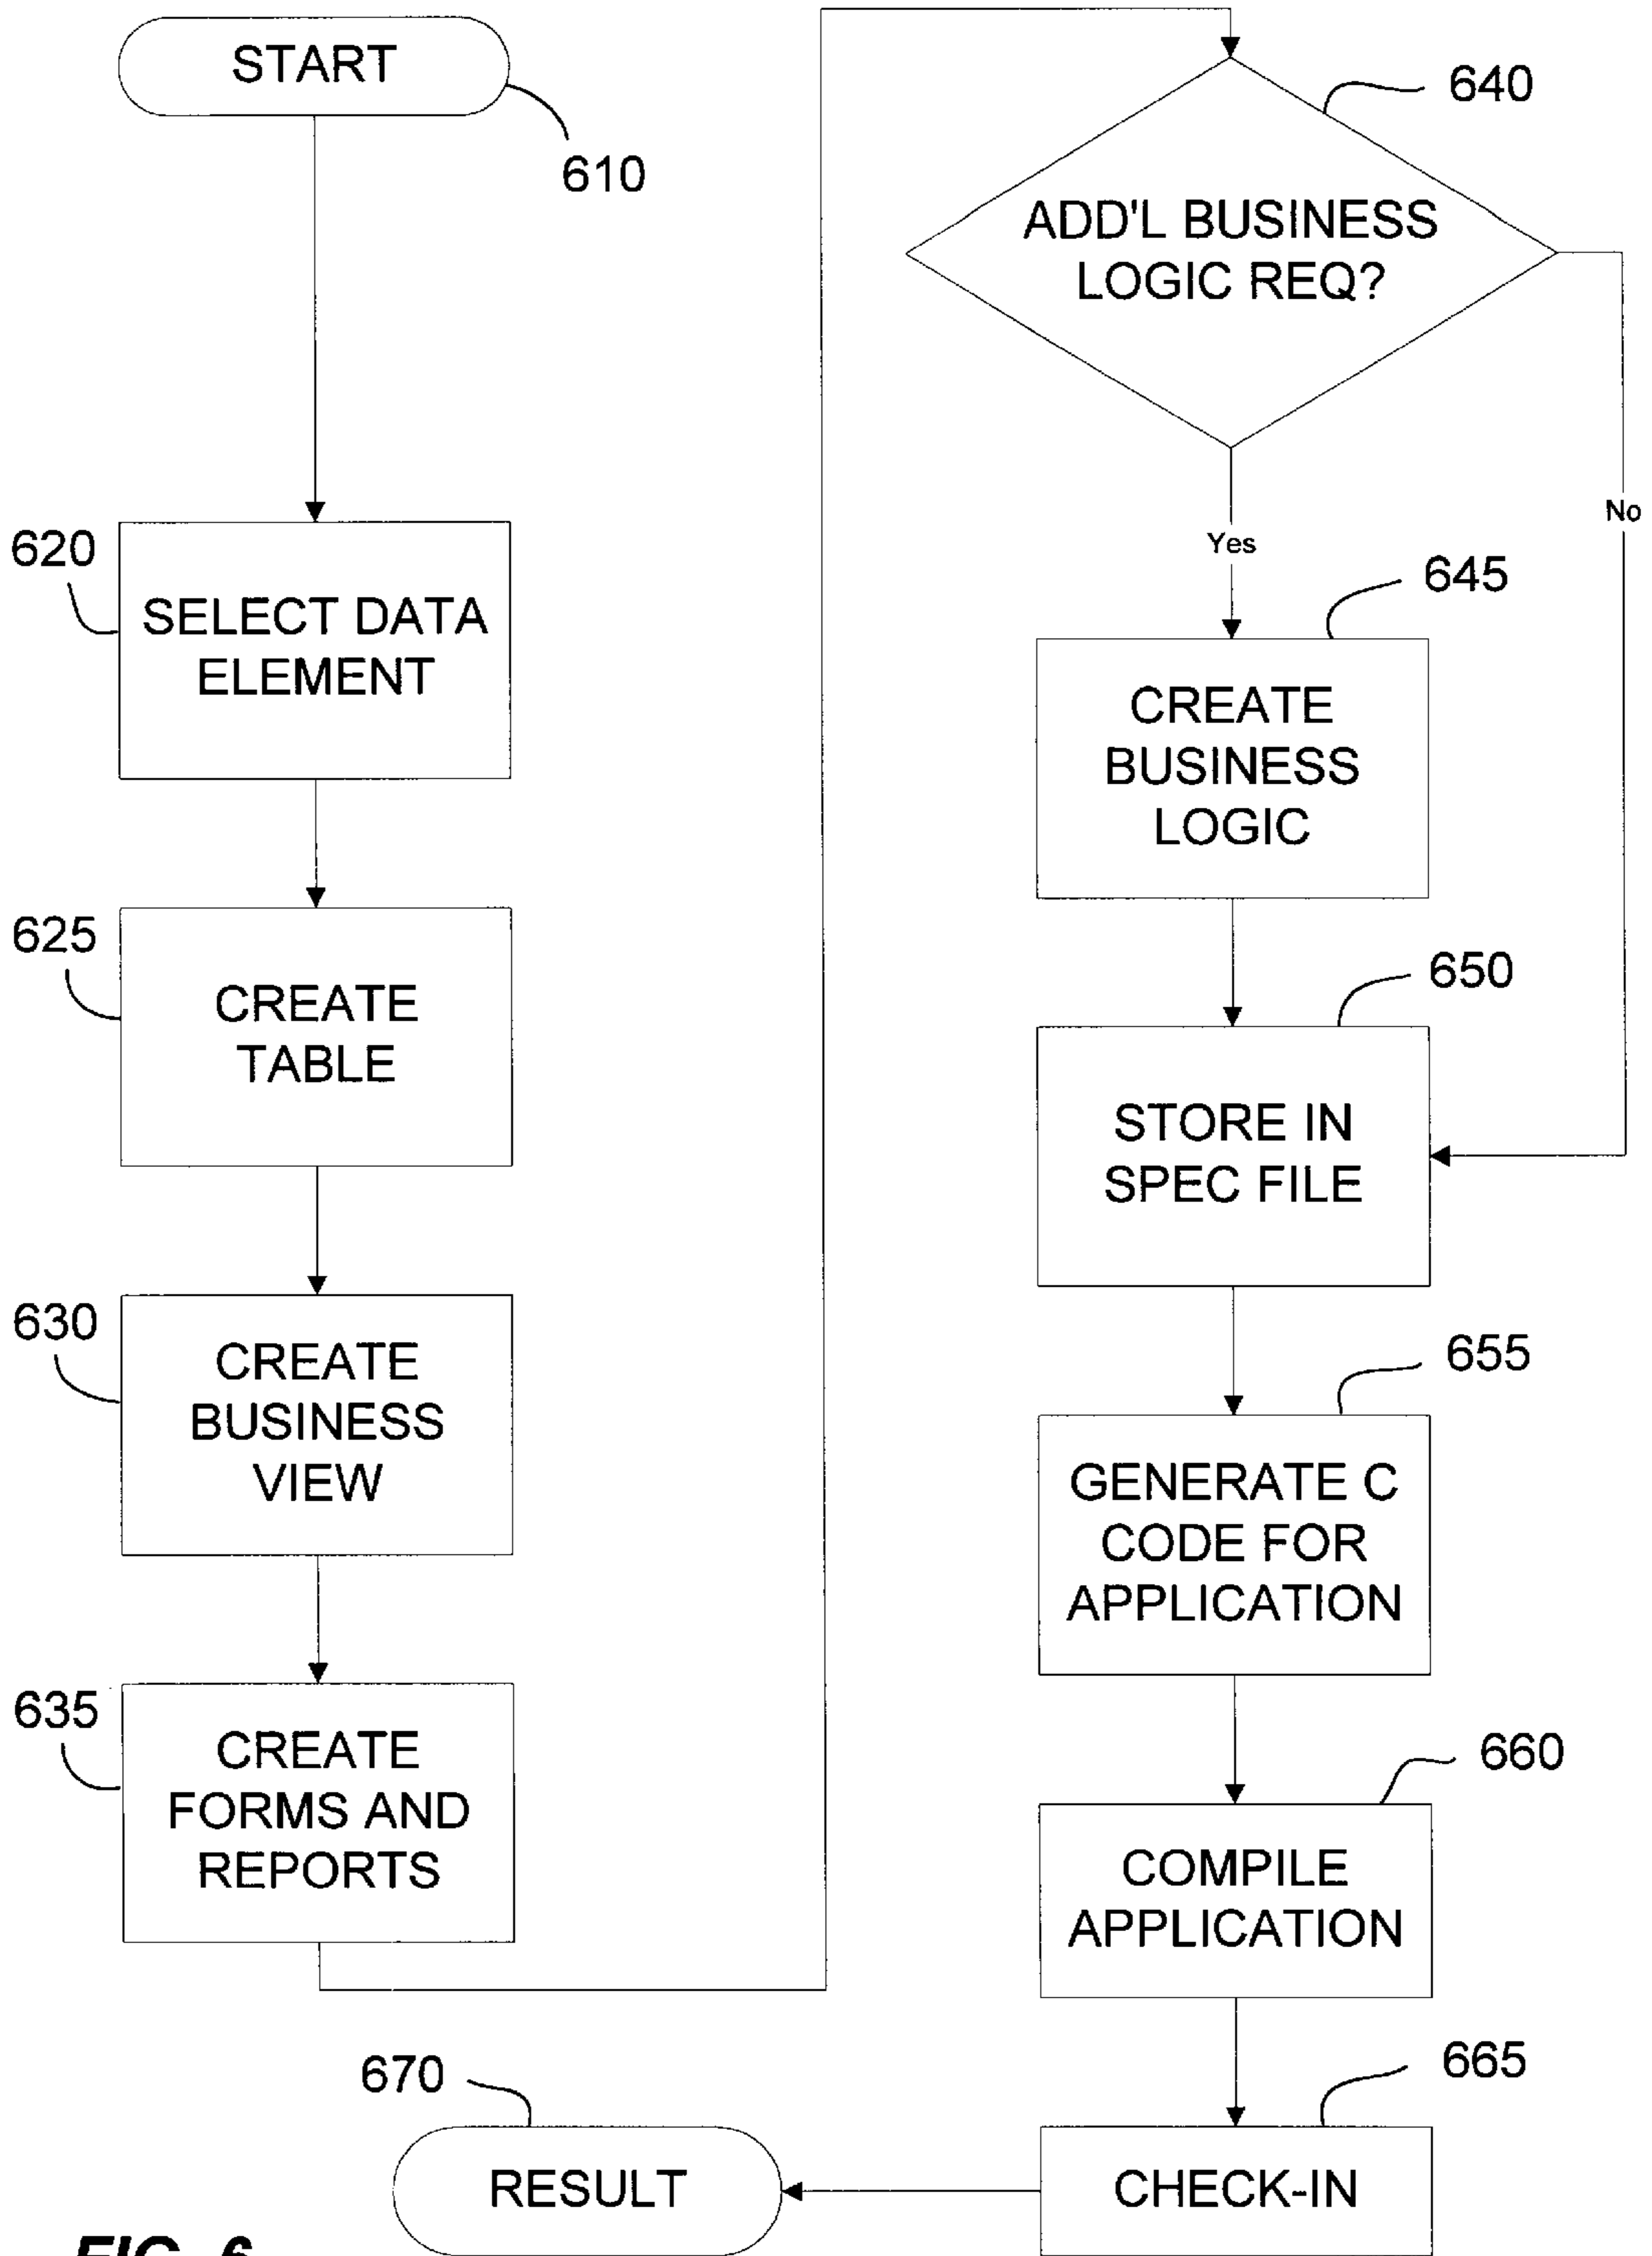 START
610
620
SELECT DATA
ELEMENT
625
CREATE
TABLE
630
CREATE
BUSINESS
VIEW
635
CREATE
FORMS AND
REPORTS
640
ADD'L BUSINESS
LOGIC REQ?
No
Yes
645
CREATE
BUSINESS
LOGIC
650
STORE IN
SPEC FILE
655
GENERATE C
CODE FOR
APPLICATION
660
COMPILE
APPLICATION
665
CHECK-IN
670
RESULT
FIG. 6